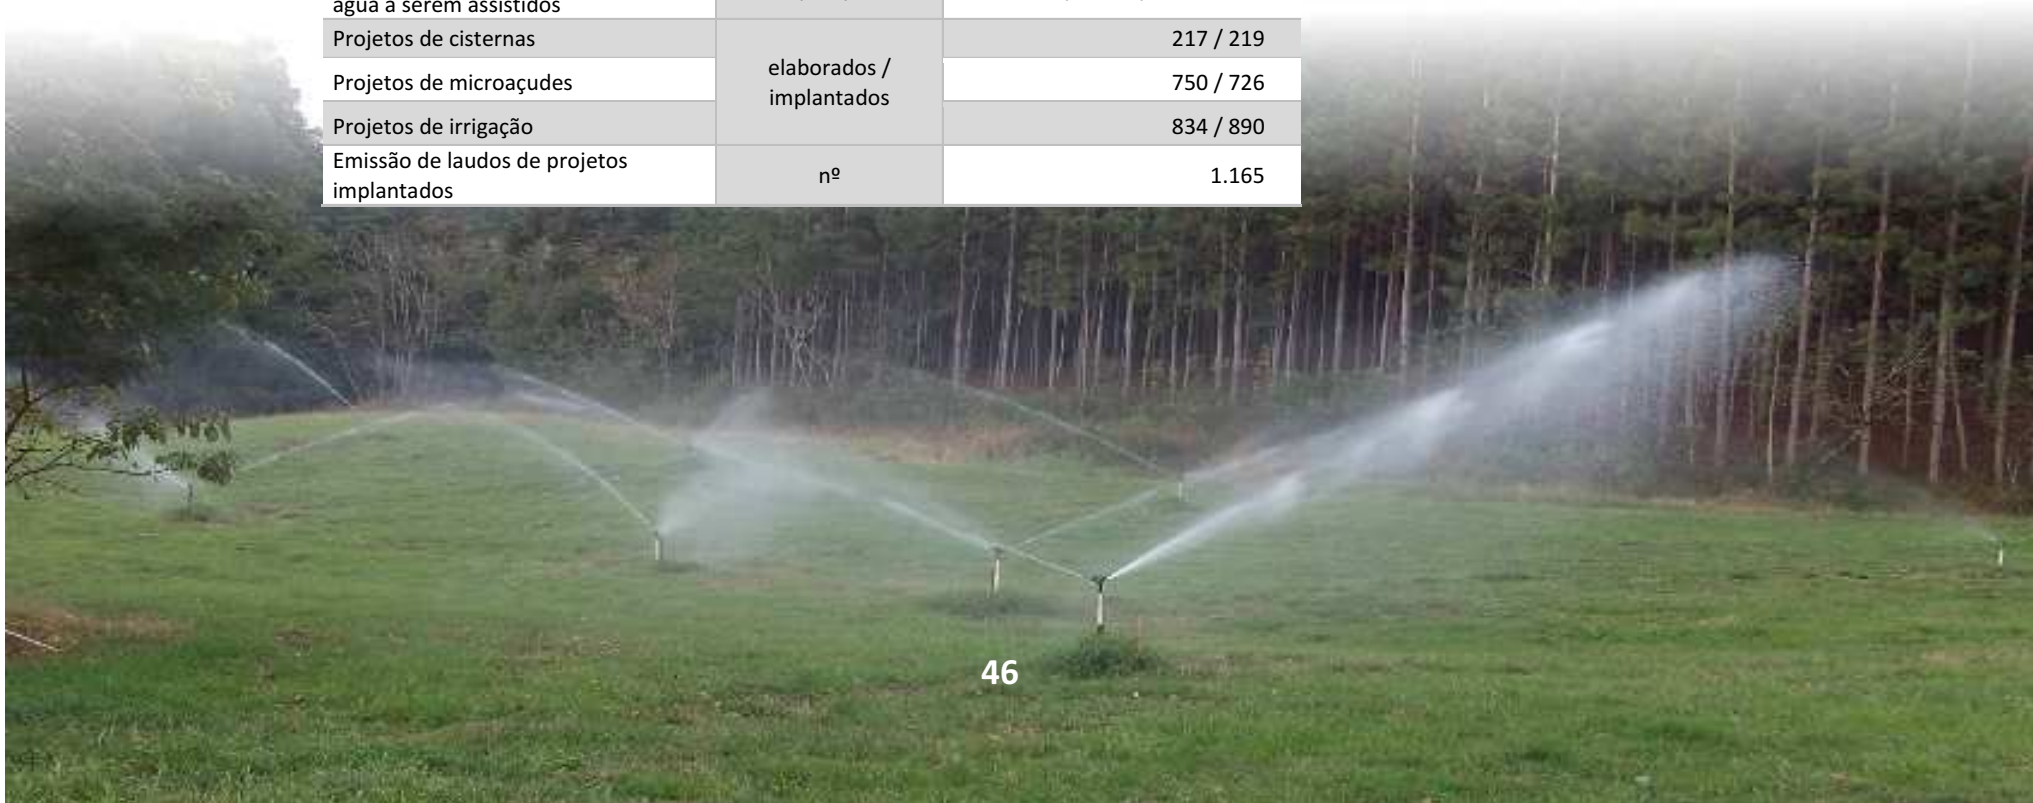 água a serem assistidos
Projetos de cisternas
217 / 219
elaborados /
implantados
Projetos de microaçudes
750 / 726
Projetos de irrigação
834 / 890
Emissão de laudos de projetos
implantados
nº
1.165
46